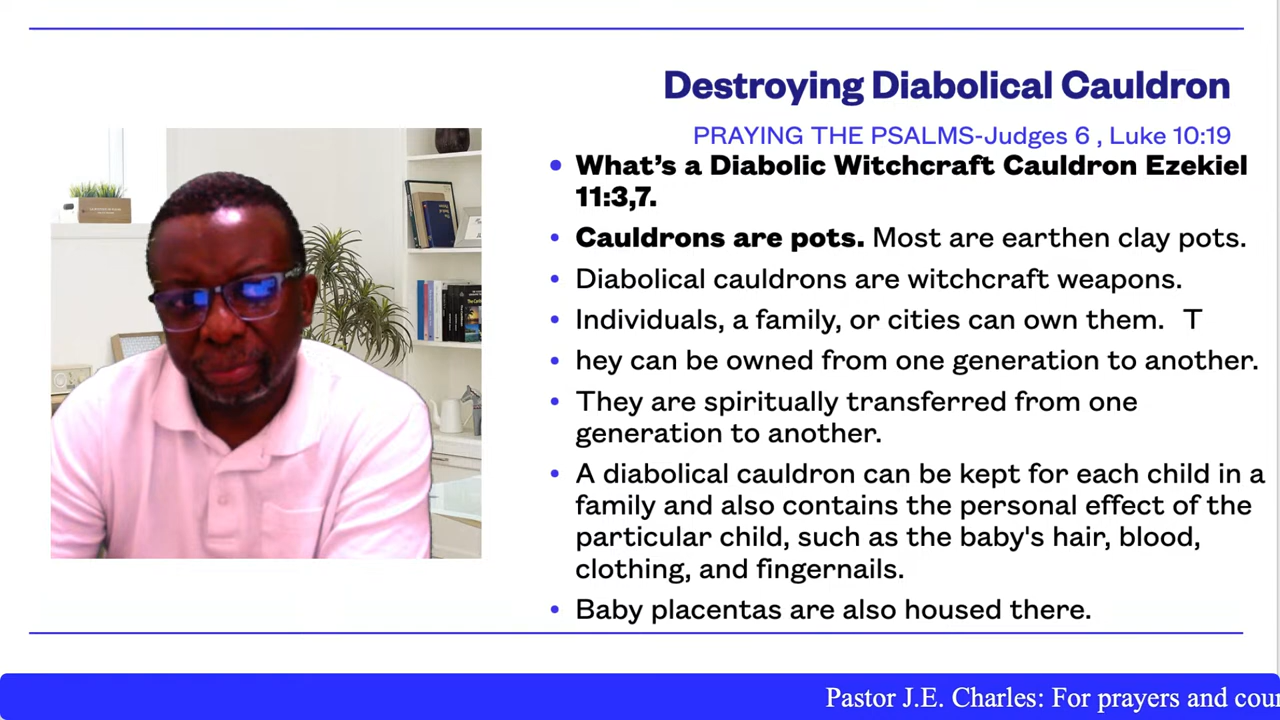 Destroying Diabolical Cauldron
PRAYING THE PSALMS-Judges 6 , Luke 10:19
• What's a Diabolic Witchcraft Cauldron Ezekiel
11:3,7.
• Cauldrons are pots. Most are earthen clay pots.
• Diabolical cauldrons are witchcraft weapons.
• Individuals, a family, or cities can own them. T
• hey can be owned from one generation to another.
• They are spiritually transferred from one
generation to another.
• A diabolical cauldron can be kept for each child in a
family and also contains the personal effect of the
particular child, such as the baby's hair, blood,
clothing, and fingernails.
• Baby placentas are also housed there.
Pastor J.E. Charles: For prayers and cou